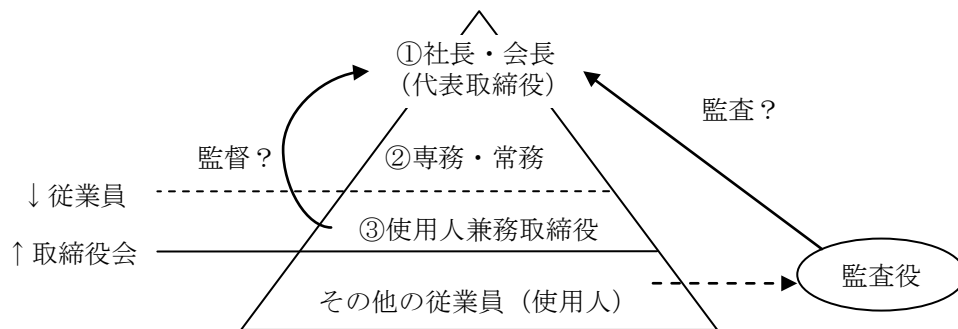 ①社長・会長
（代表取締役）
監査？
監督？
②専務・常務
↓従業員
③使用人兼務取締役
↑取締役会
監査役
その他の従業員（使用人）